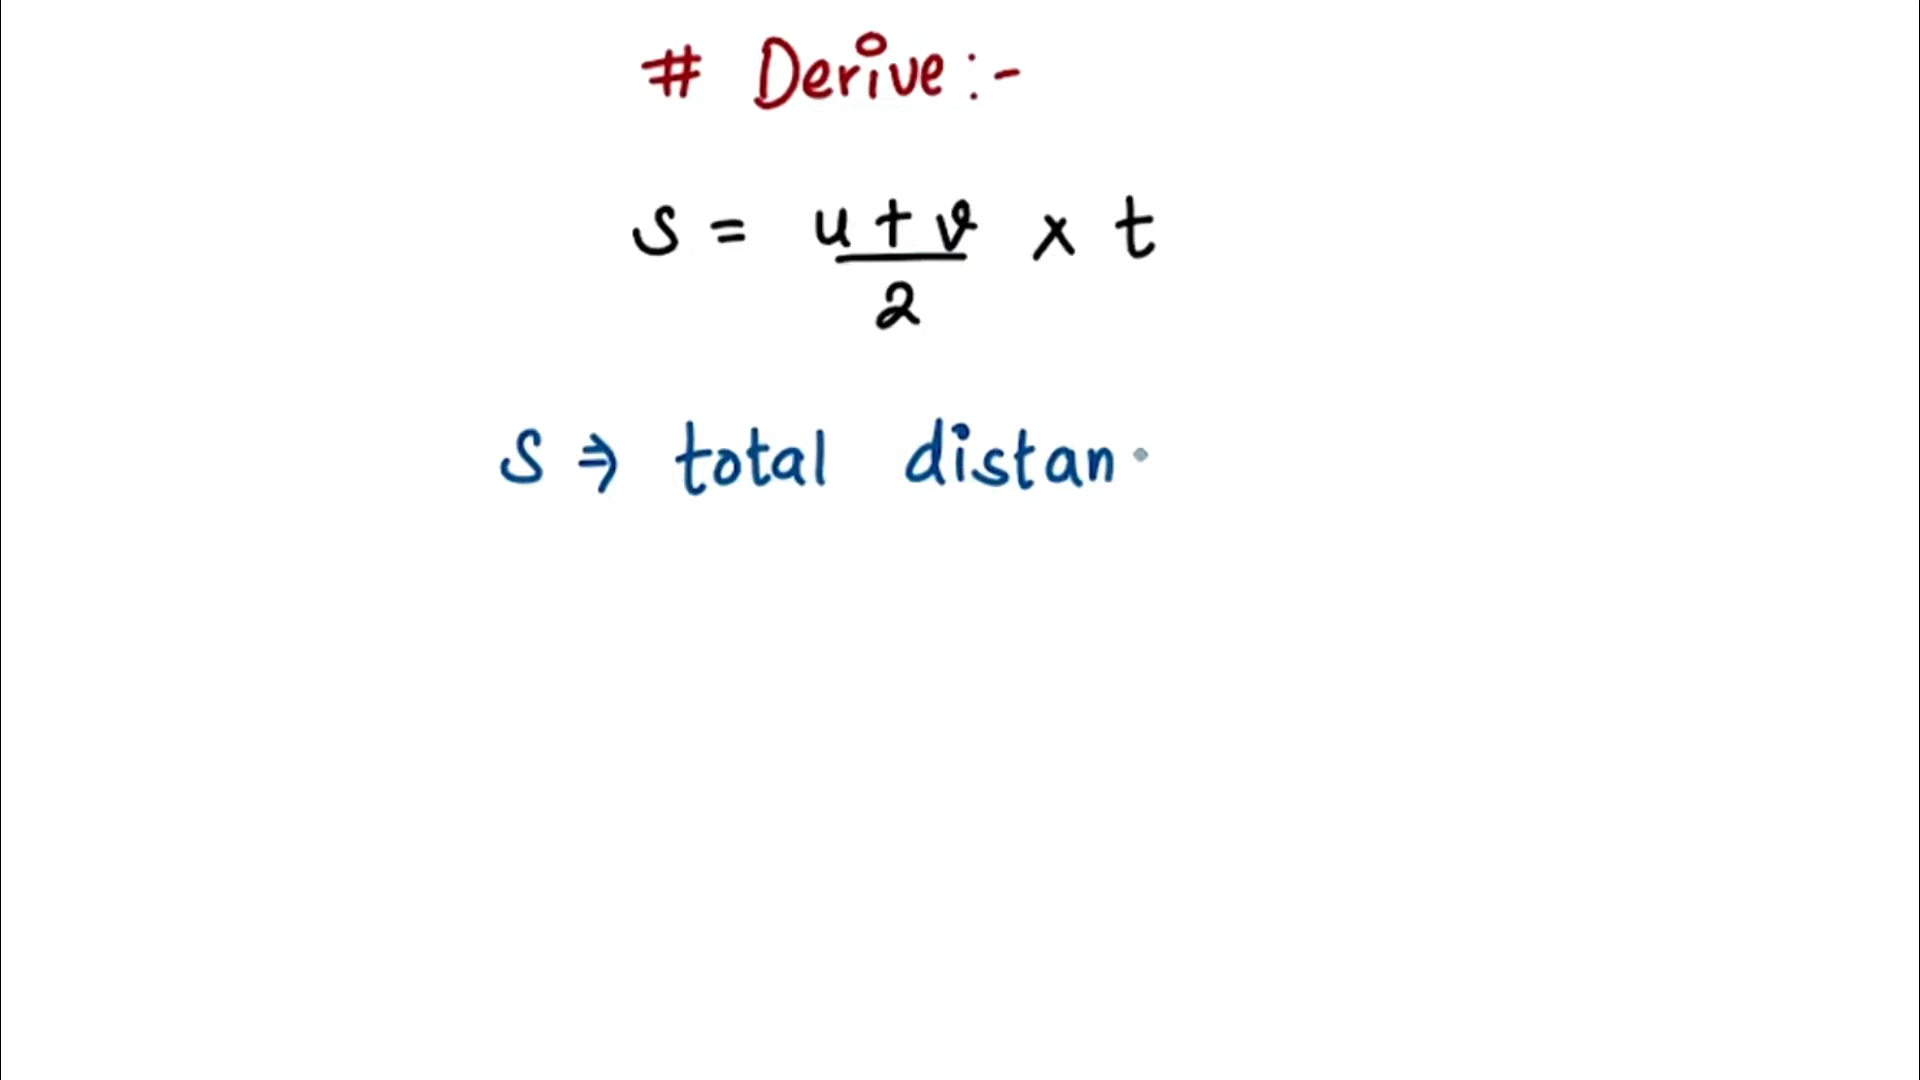 # Derive :-
s = u + v / 2 × t
s ⇒ total distan